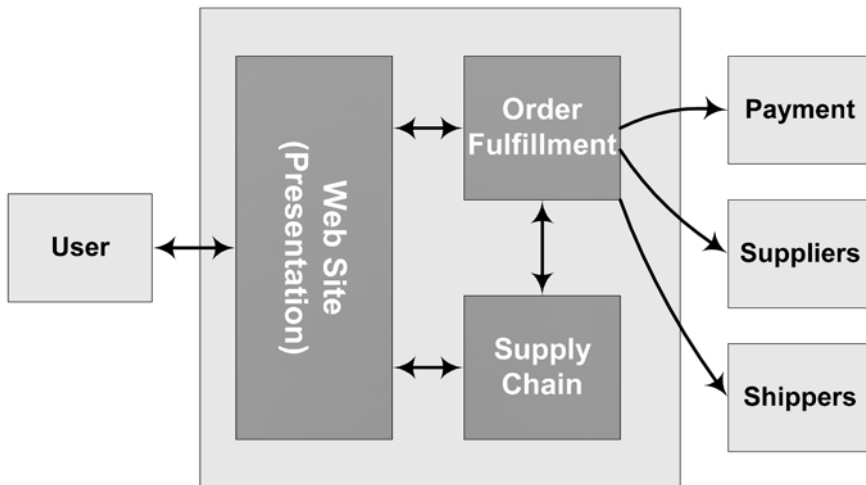 User
Web Site
(Presentation)
Order
Fulfillment
Supply
Chain
Payment
Suppliers
Shippers